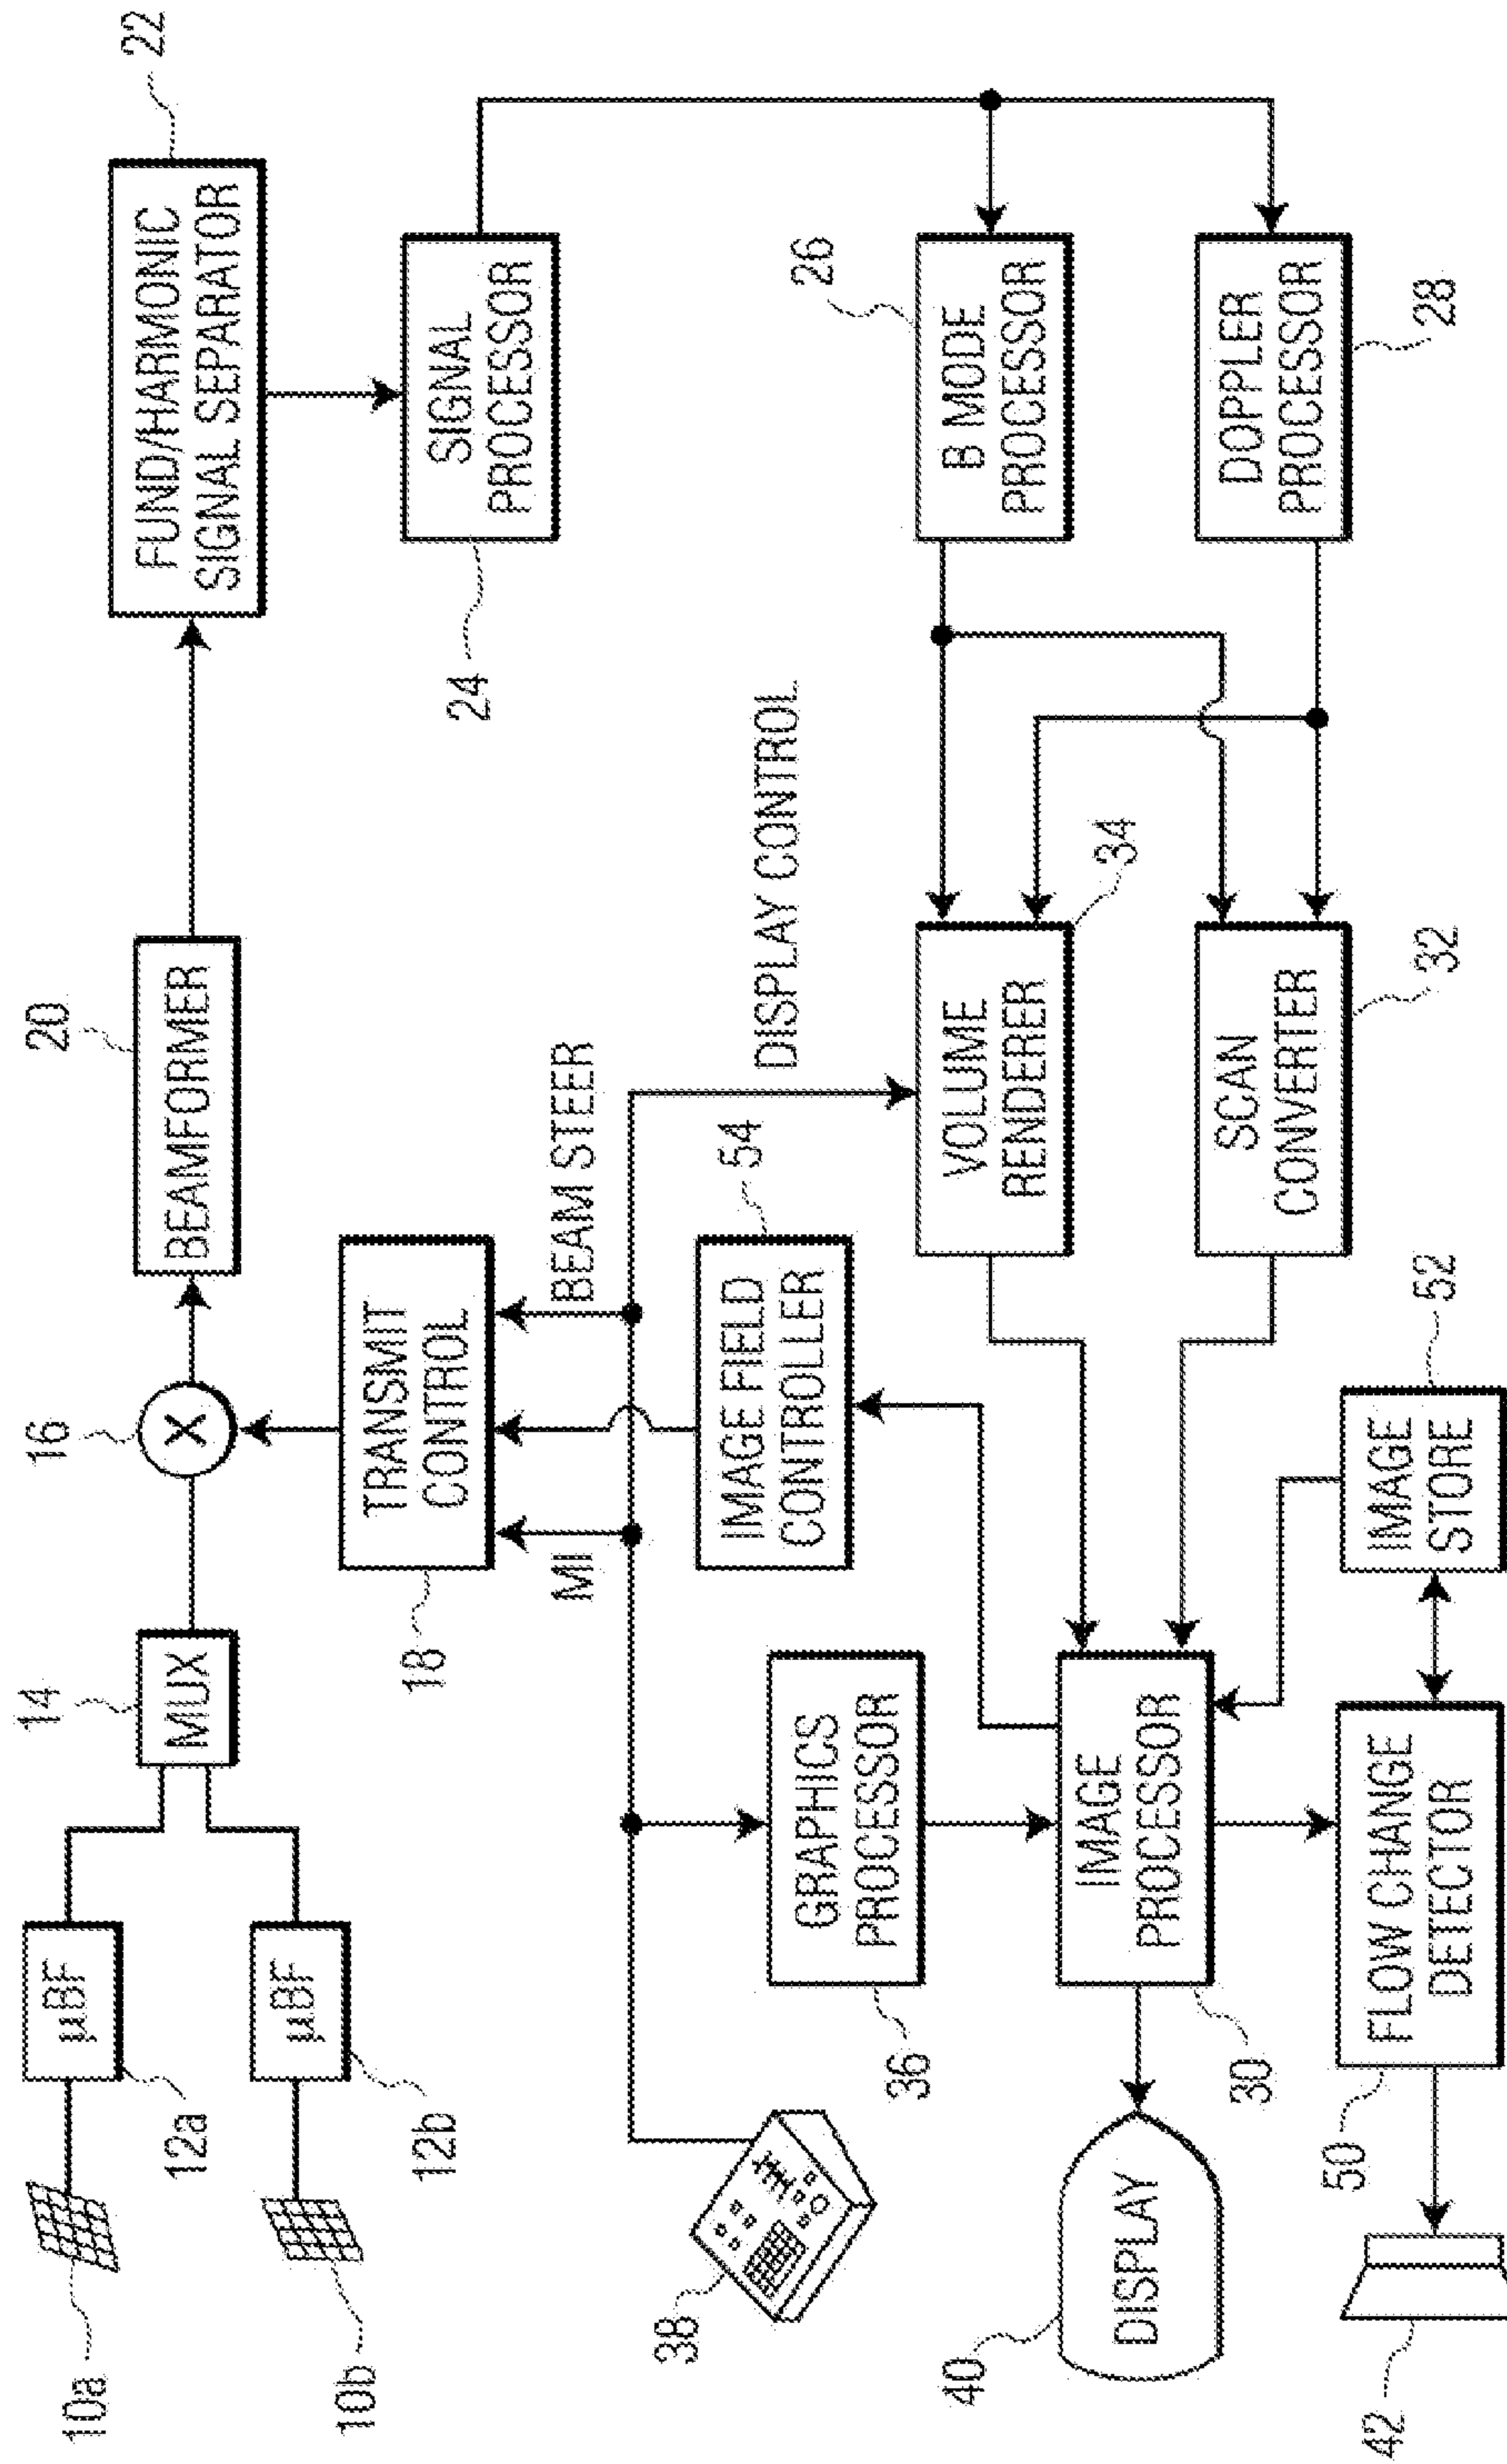 10a
10b
12a
12b
µBF
µBF
14
MUX
16
X
20
BEAMFORMER
22
FUND/HARMONIC
SIGNAL SEPARATOR
18
TRANSMIT
CONTROL
MI
BEAM STEER
24
SIGNAL
PROCESSOR
DISPLAY CONTROL
38
36
GRAPHICS
PROCESSOR
54
IMAGE FIELD
CONTROLLER
34
VOLUME
RENDERER
26
B MODE
PROCESSOR
40
DISPLAY
30
IMAGE
PROCESSOR
32
SCAN
CONVERTER
28
DOPPLER
PROCESSOR
42
50
FLOW CHANGE
DETECTOR
52
IMAGE
STORE